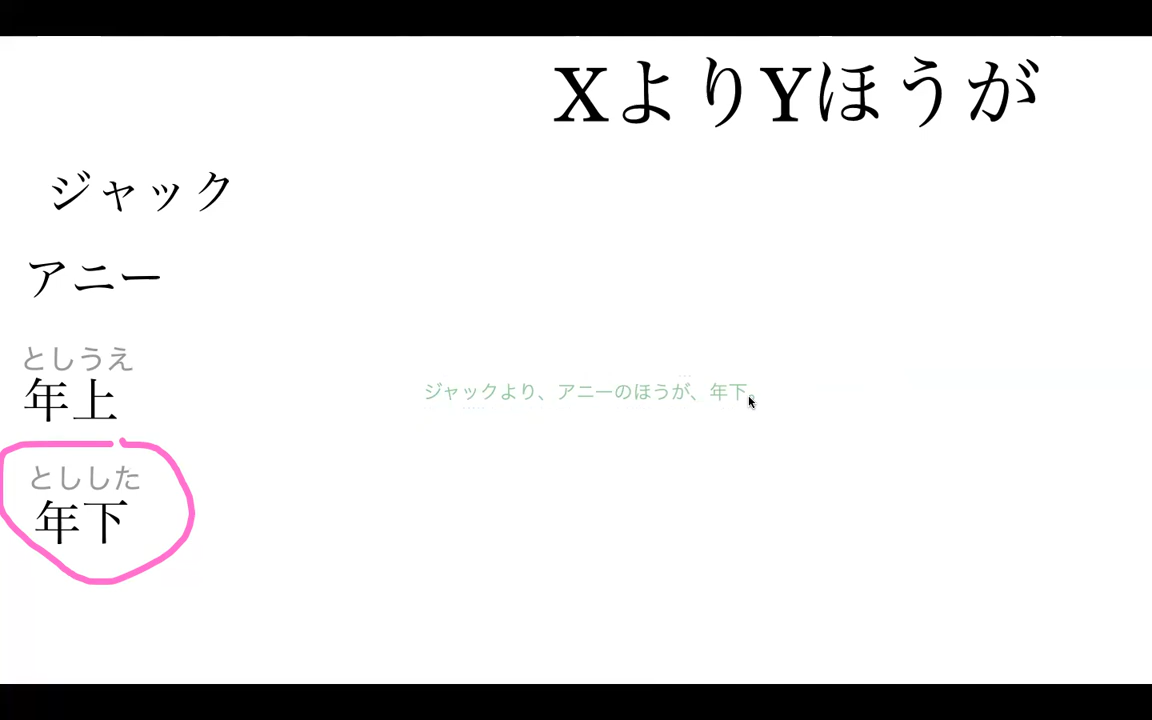 XよりYほうが
ジャック
アニー
としうえ
年上
ジャックより、アニーのほうが、年下。
とししした
年下